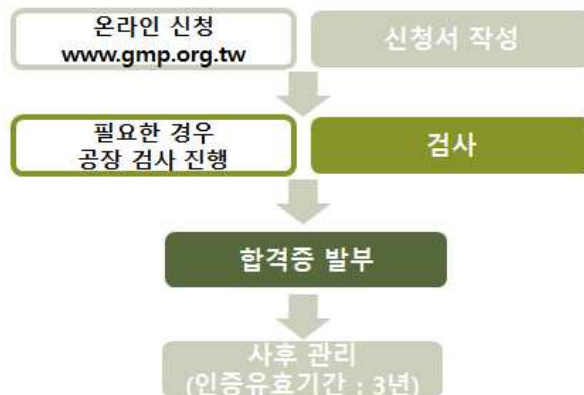 온라인 신청
www.gmp.org.tw
신청서 작성
필요한 경우
공장 검사 진행
검사
합격증 발부
사후 관리
(인증유효기간 : 3년)